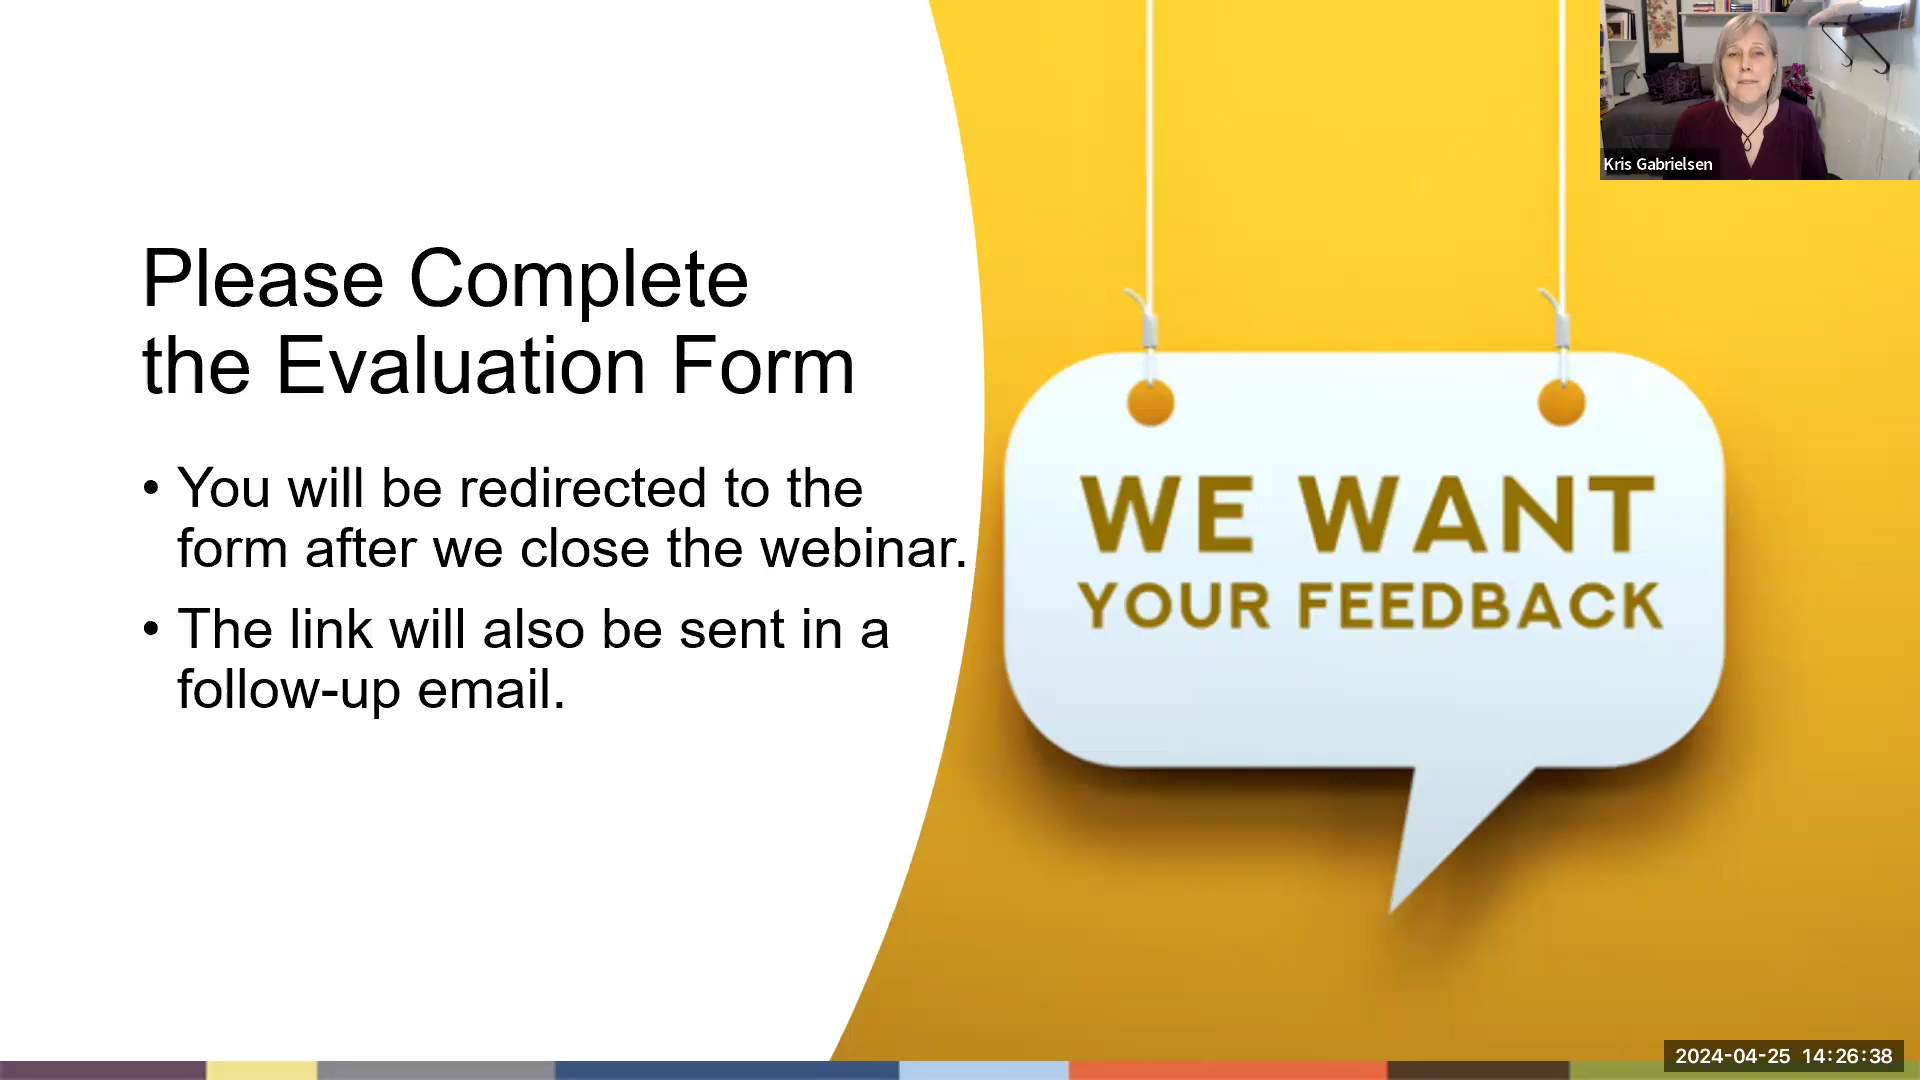 Please Complete
the Evaluation Form
• You will be redirected to the
form after we close the webinar.
• The link will also be sent in a
follow-up email.
WE WANT
YOUR FEEDBACK
Kris Gabrielsen
2024-04-25 14:26:38